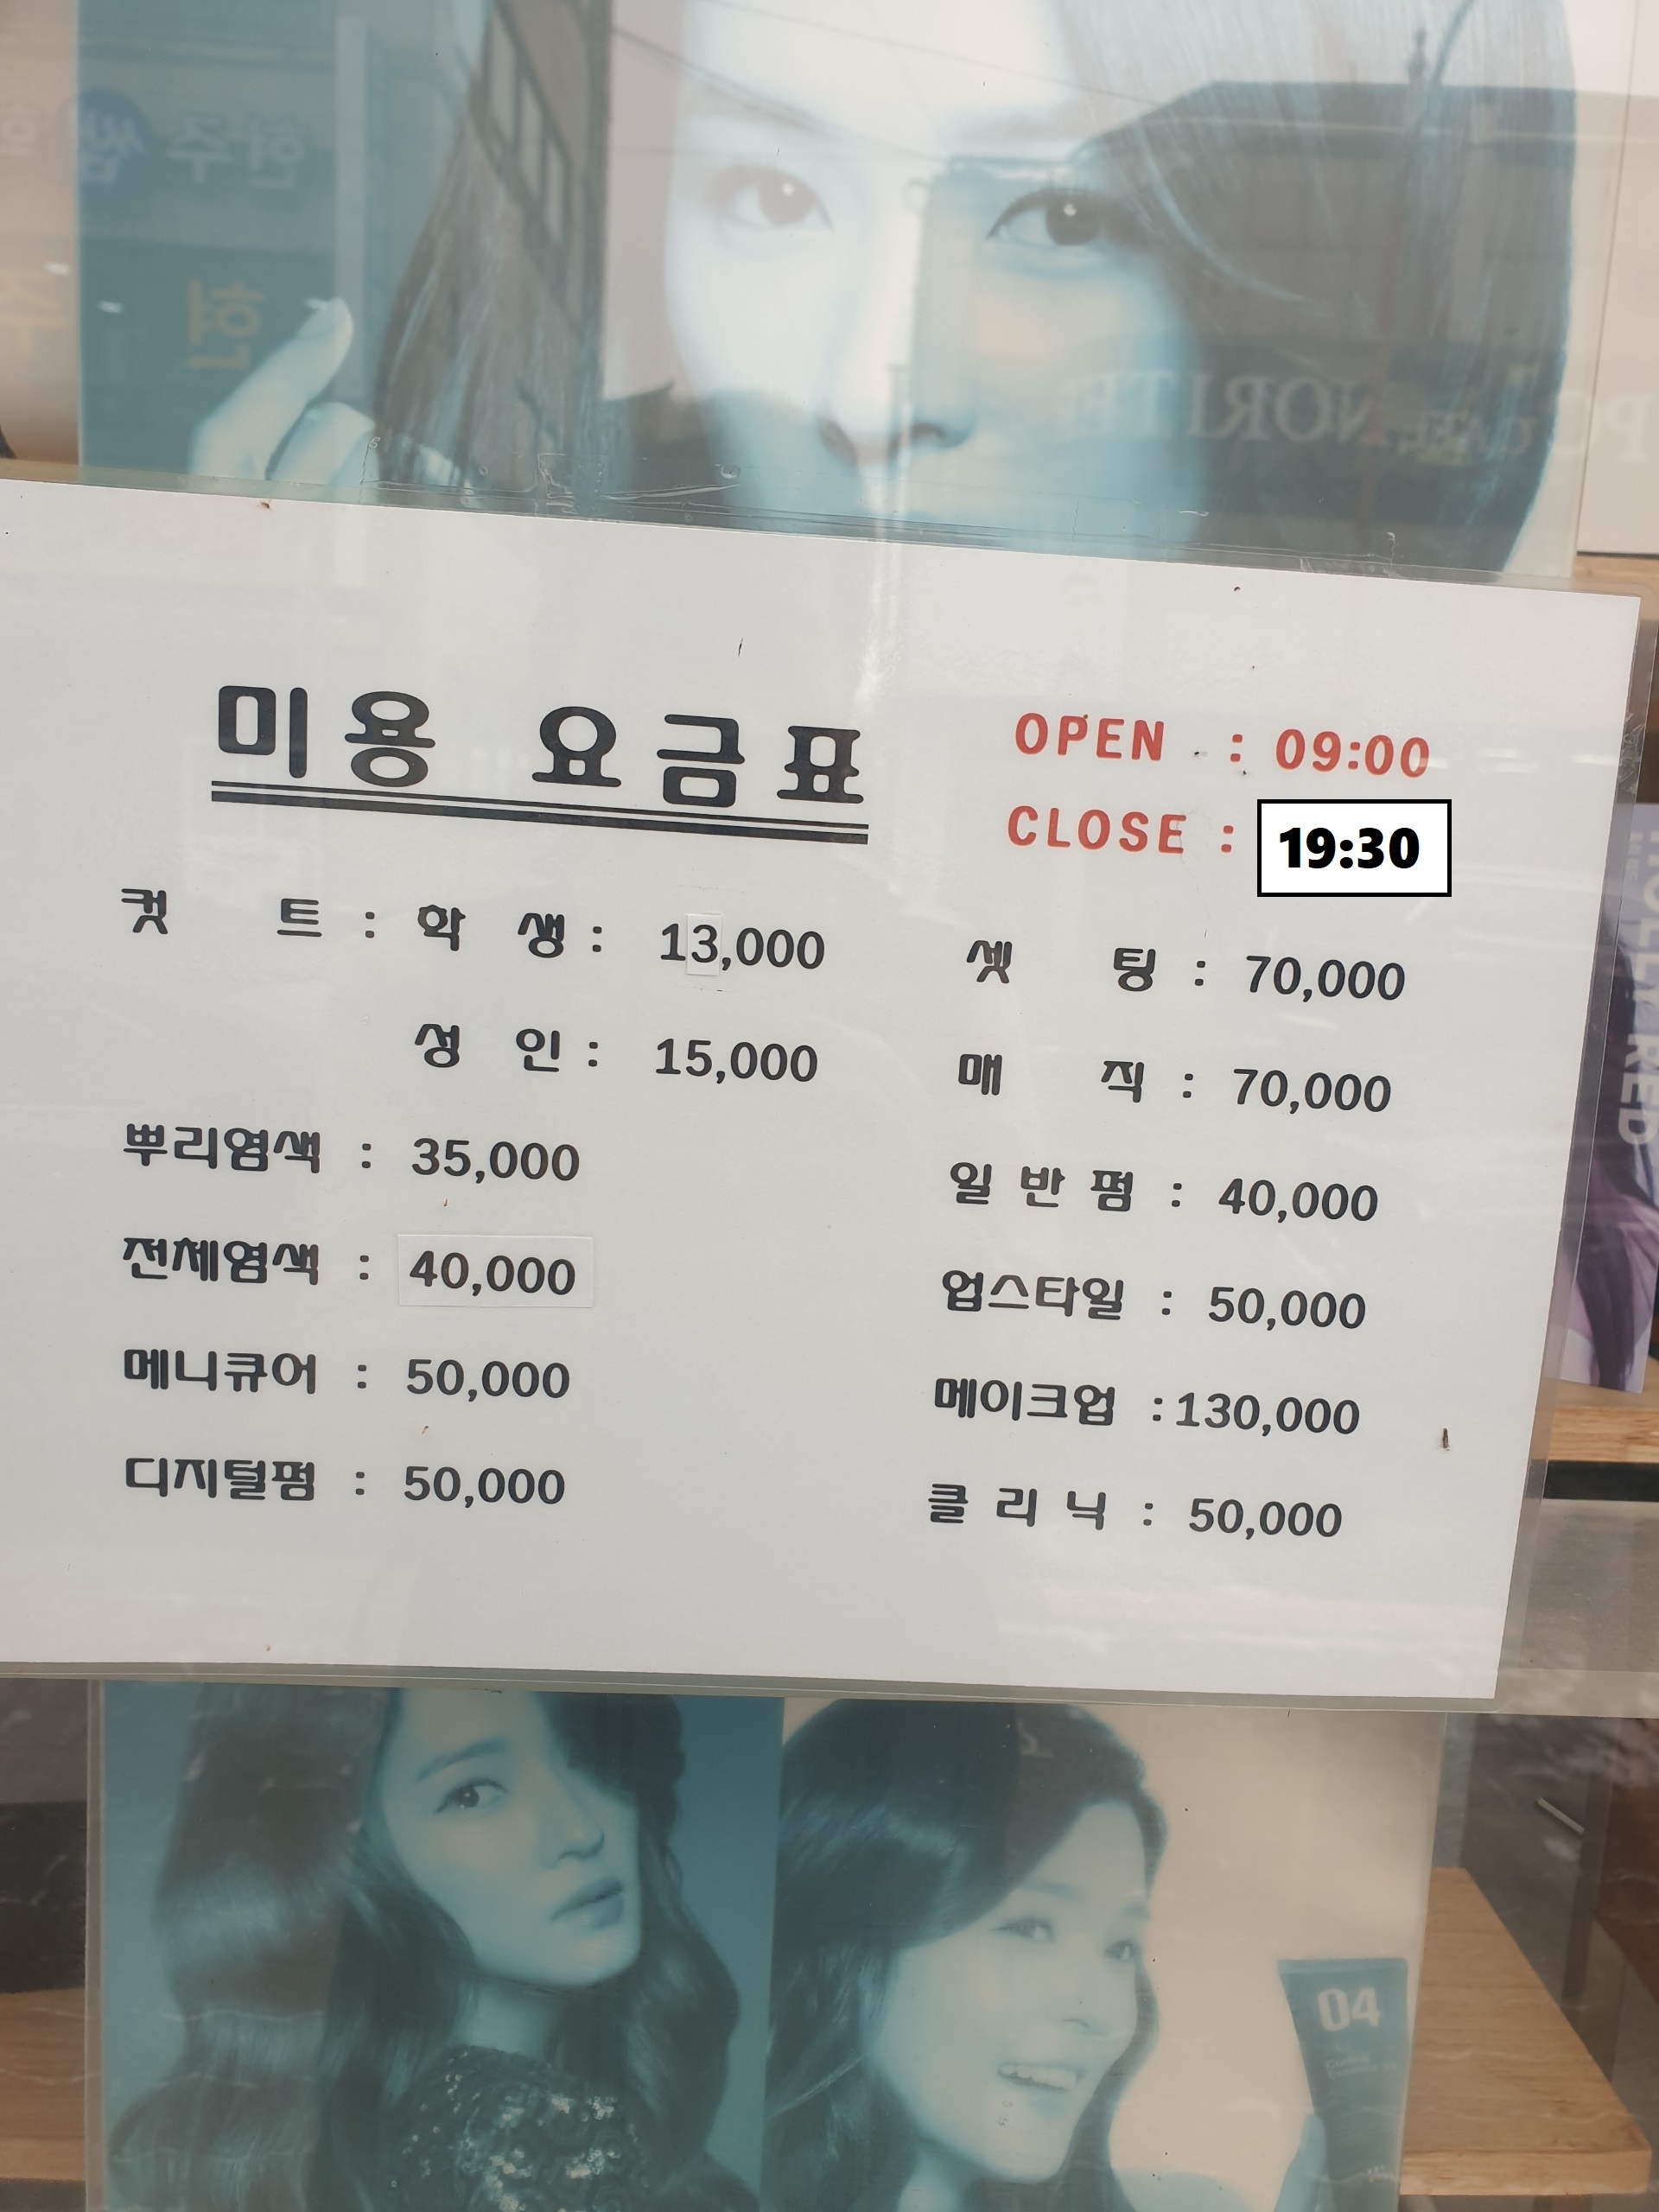 미용 요금표
OPEN : 09:00
CLOSE : 19:30
컷 트 : 학 생 : 13,000
성 인 : 15,000
뿌리염색 : 35,000
전체염색 : 40,000
메니큐어 : 50,000
디지털펌 : 50,000
셋 팅 : 70,000
매 직 : 70,000
일 반 펌 : 40,000
업스타일 : 50,000
메이크업 : 130,000
클 리 닉 : 50,000
04